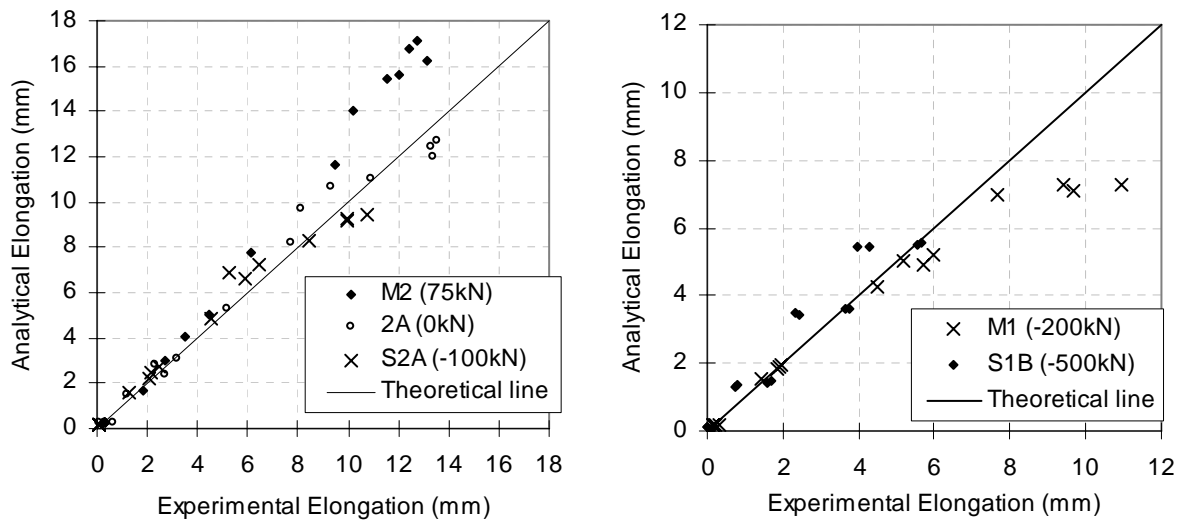 18
16
14
12
10
8
6
4
2
0
Analytical Elongation (mm)
M2 (75kN)
2A (0kN)
S2A (-100kN)
Theoretical line
0 2 4 6 8 10 12 14 16 18
Experimental Elongation (mm)
12
10
8
6
4
2
0
Analytical Elongation (mm)
M1 (-200kN)
S1B (-500kN)
Theoretical line
0 2 4 6 8 10 12
Experimental Elongation (mm)